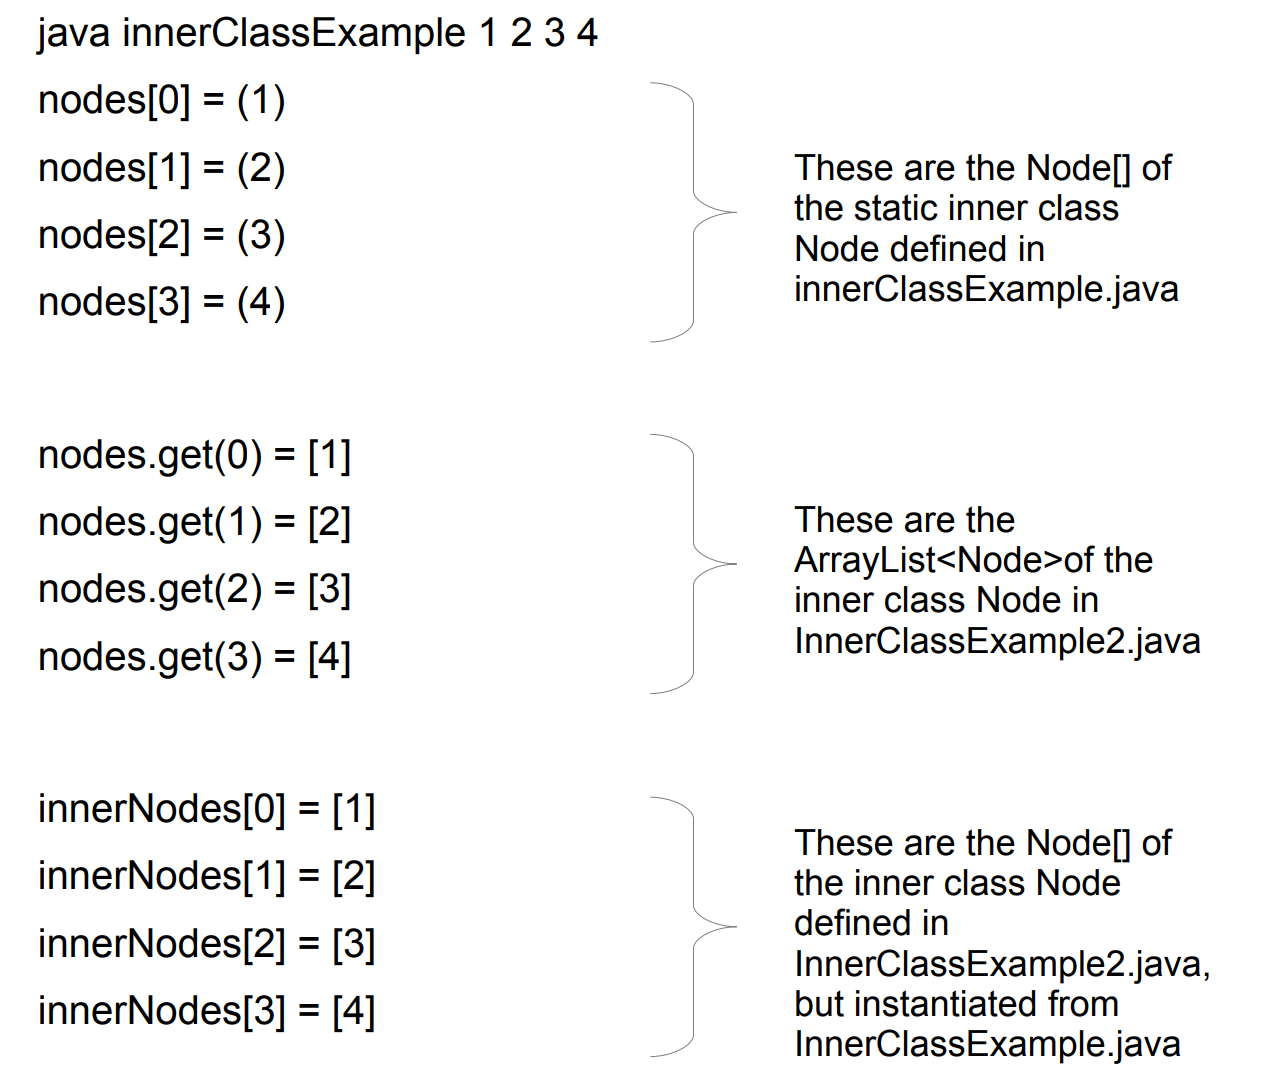 java innerClassExample 1 2 3 4
nodes[0] = (1)
nodes[1] = (2)
nodes[2] = (3)
nodes[3] = (4)
These are the Node[] of
the static inner class
Node defined in
innerClassExample.java
nodes.get(0) = [1]
nodes.get(1) = [2]
nodes.get(2) = [3]
nodes.get(3) = [4]
These are the
ArrayList<Node>of the
inner class Node in
InnerClassExample2.java
innerNodes[0] = [1]
innerNodes[1] = [2]
innerNodes[2] = [3]
innerNodes[3] = [4]
These are the Node[] of
the inner class Node
defined in
InnerClassExample2.java,
but instantiated from
InnerClassExample.java